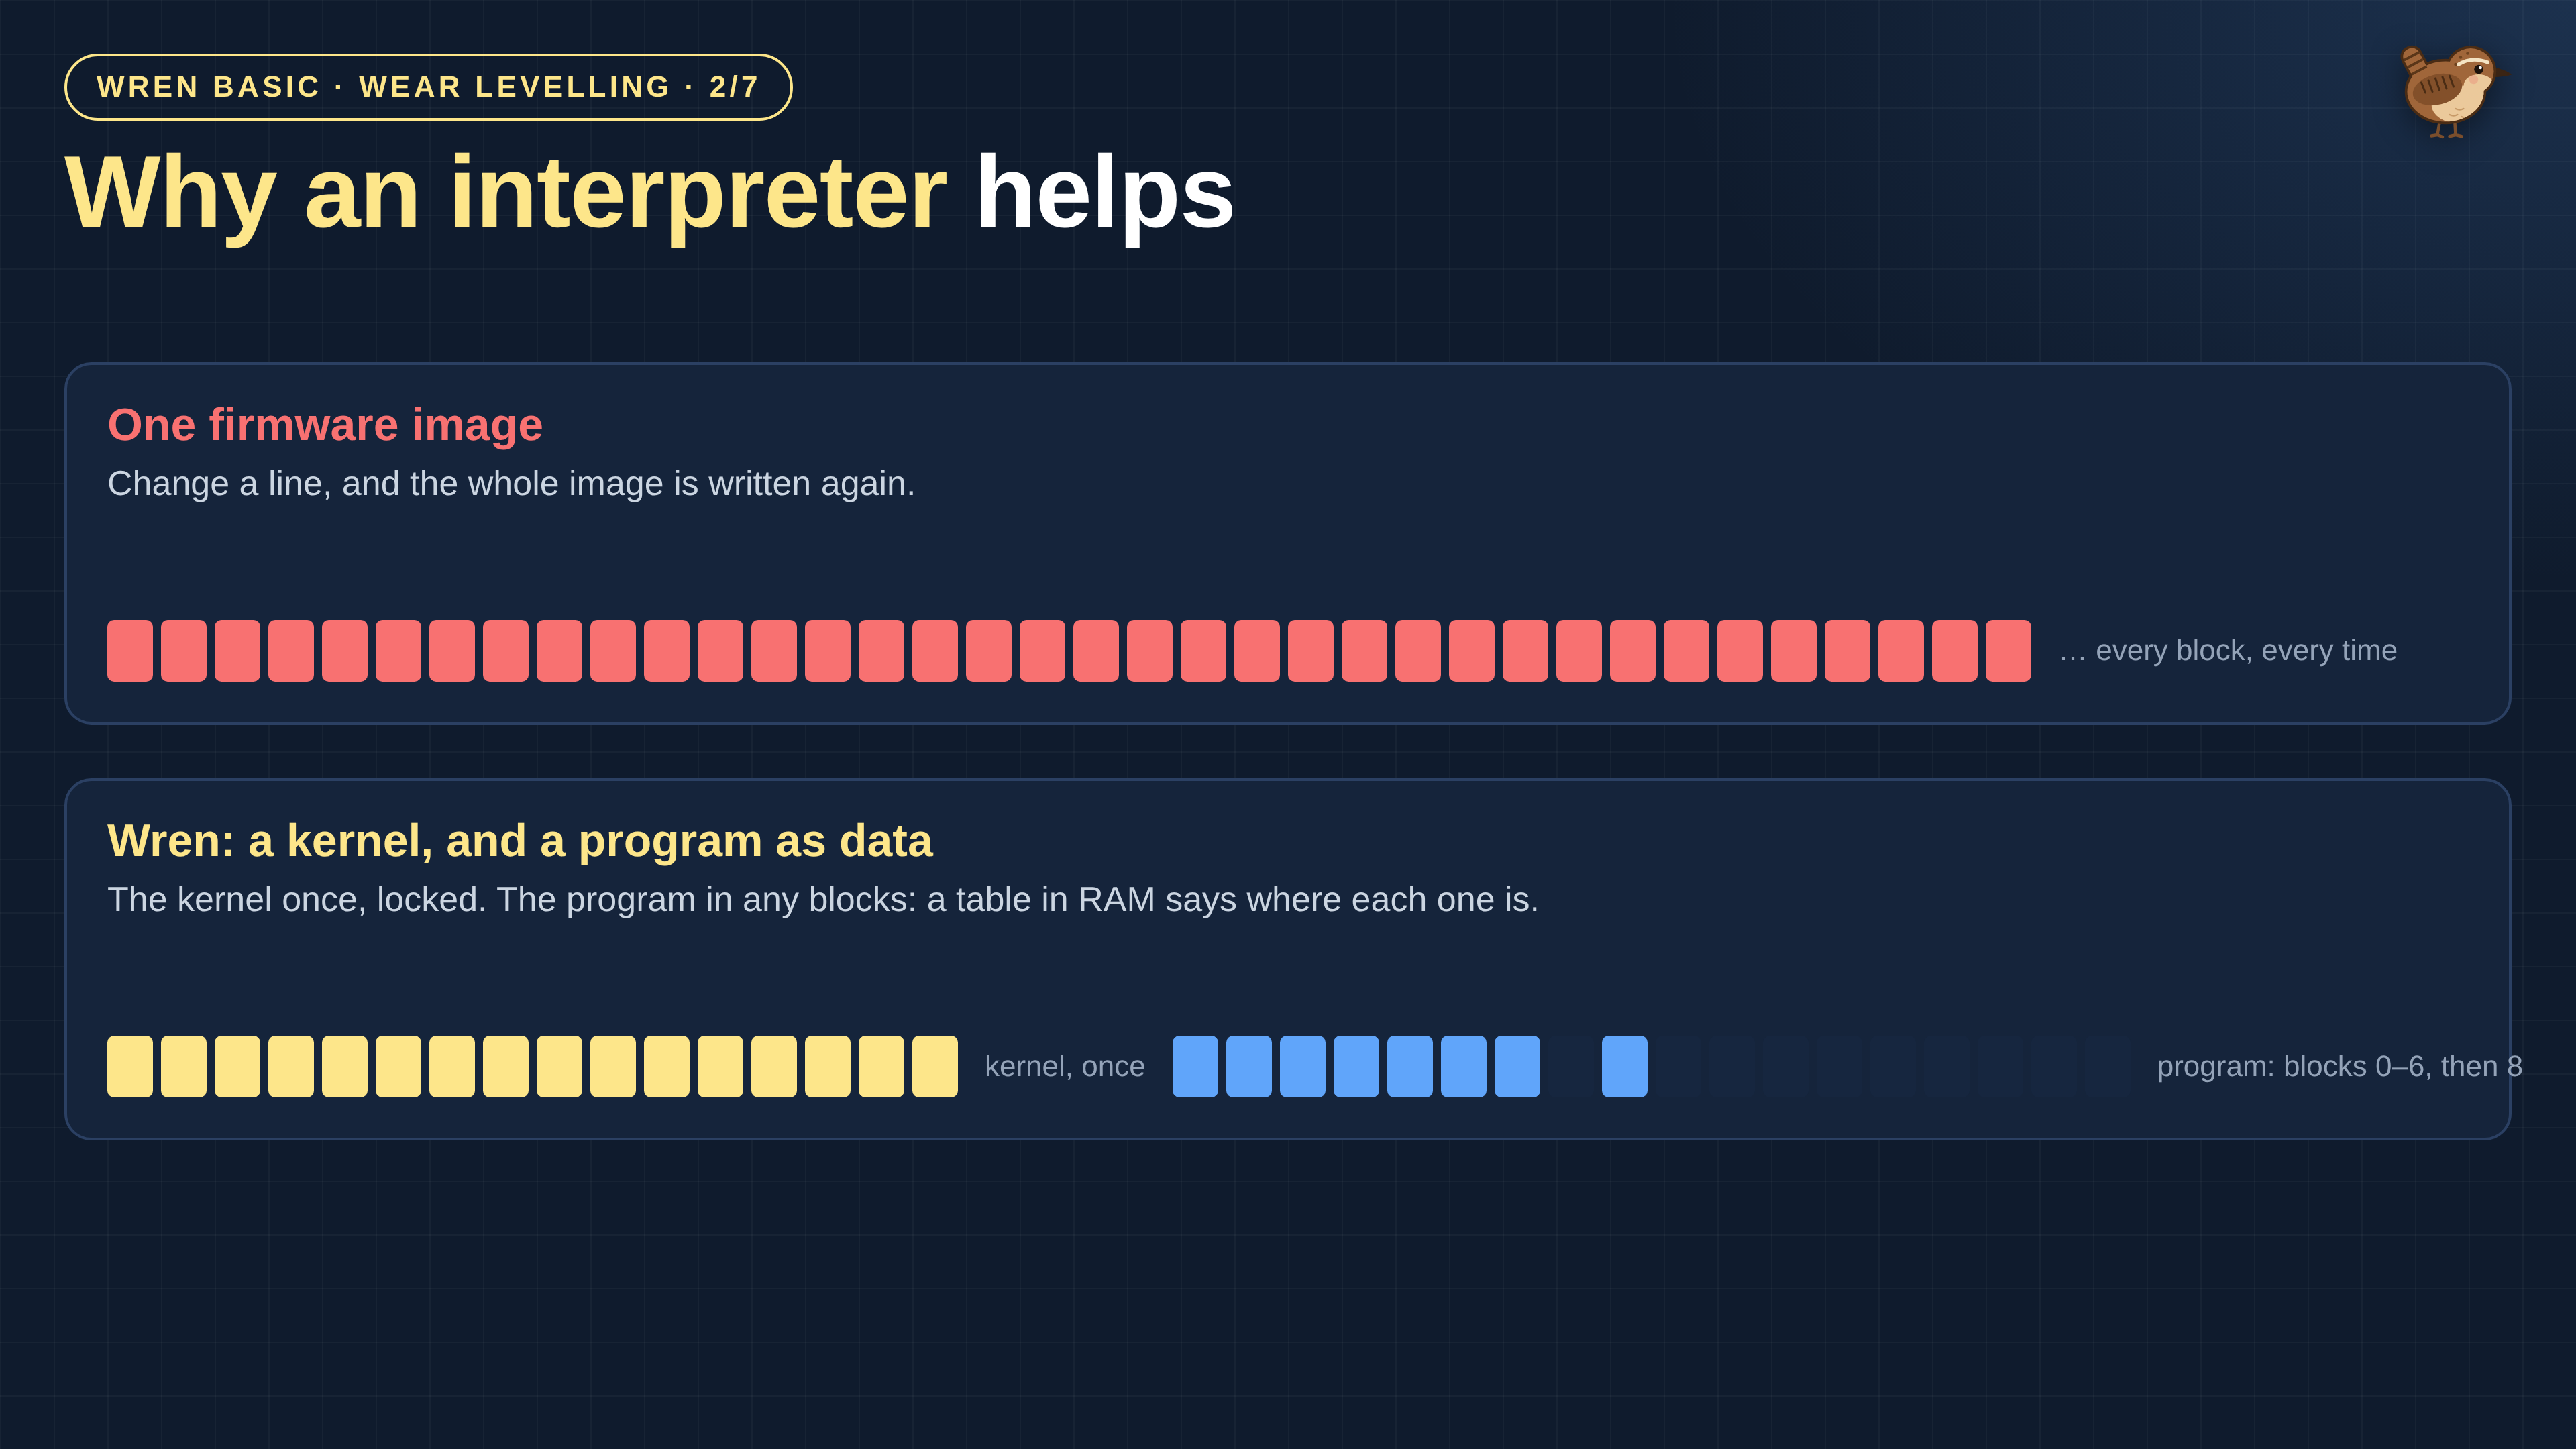 WREN BASIC · WEAR LEVELLING · 2/7
Why an interpreter helps
One firmware image
Change a line, and the whole image is written again.
… every block, every time
Wren: a kernel, and a program as data
The kernel once, locked. The program in any blocks: a table in RAM says where each one is.
kernel, once
program: blocks 0–6, then 8